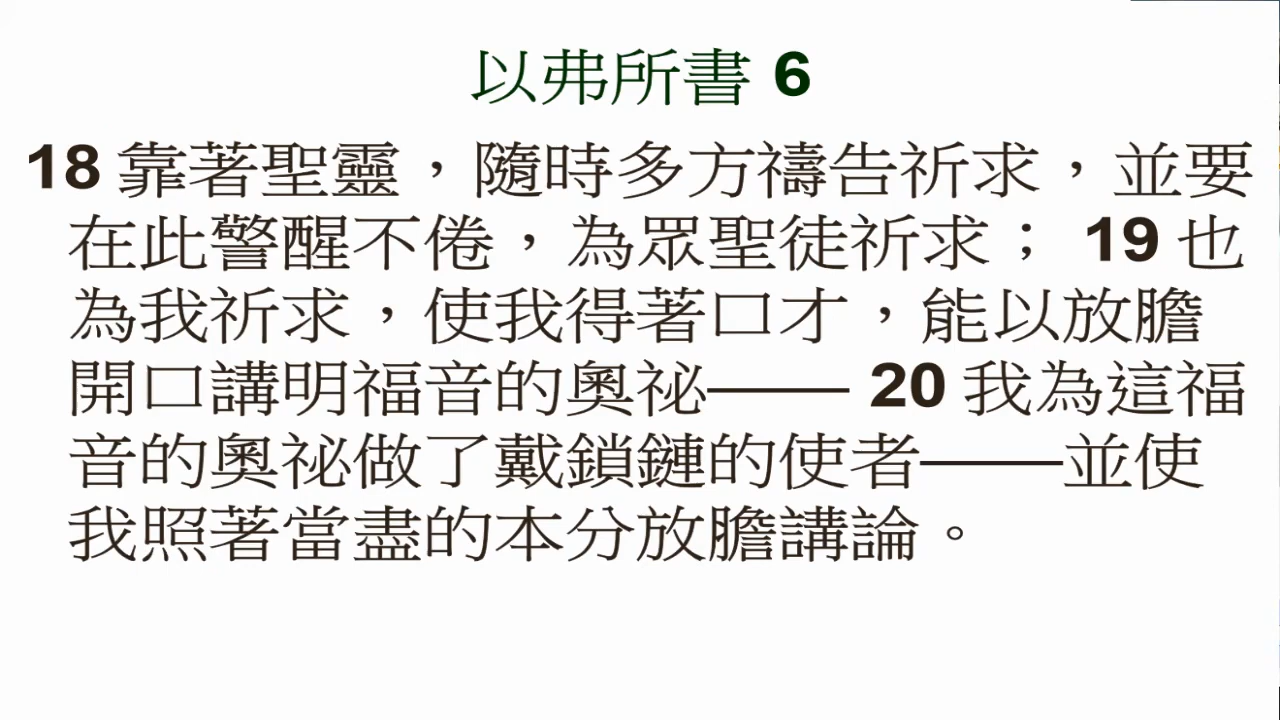 以弗所書 6
18 靠著聖靈，隨時多方禱告祈求，並要
在此警醒不倦，為眾聖徒祈求； 19 也
為我祈求，使我得著口才，能以放膽
開口講明福音的奧祕—— 20 我為這福
音的奧祕做了戴鎖鏈的使者——並使
我照著當盡的本分放膽講論。